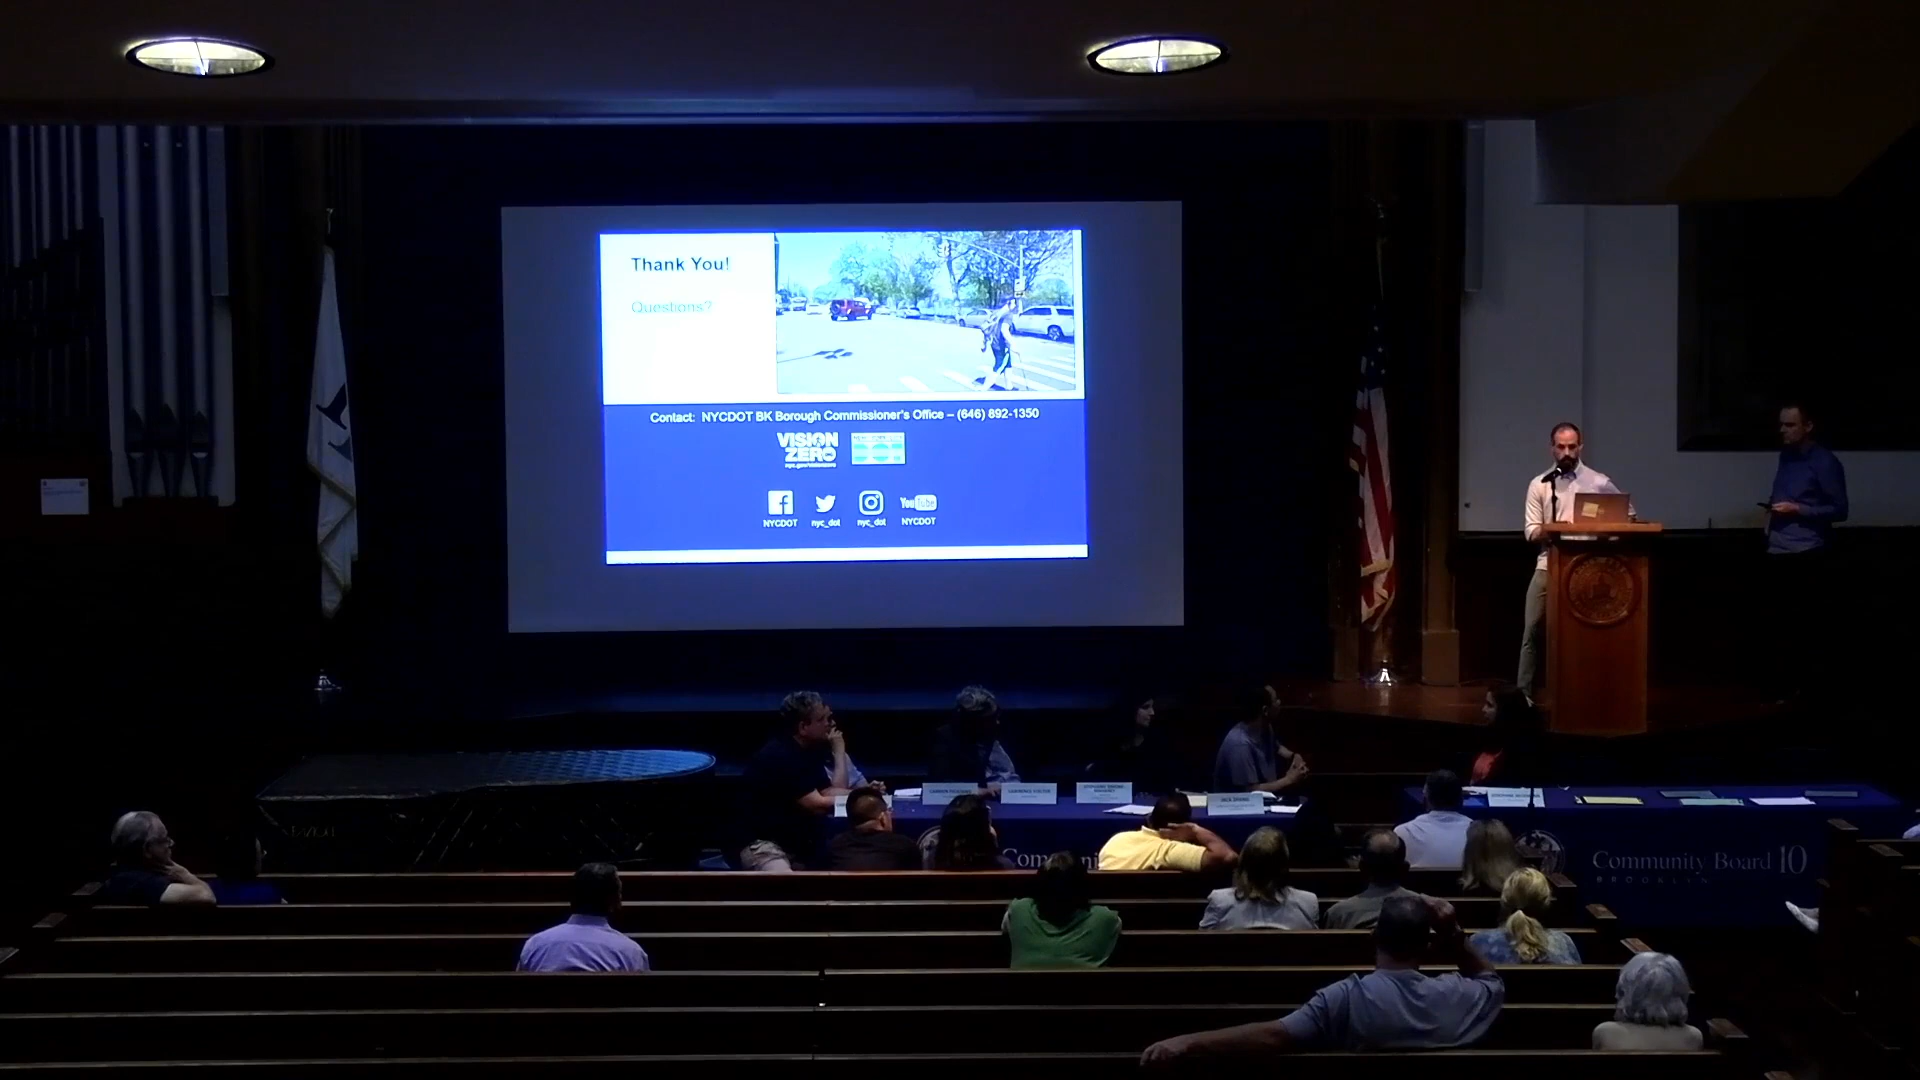 Thank You!
Questions?
Contact: NYCDOT BK Borough Commissioner's Office – (646) 892-1350
VISION
ZERO
NYCDOT
nyc_dot
nyc_dot
YouTube
NYCDOT
Community Board 10
BROOKLYN